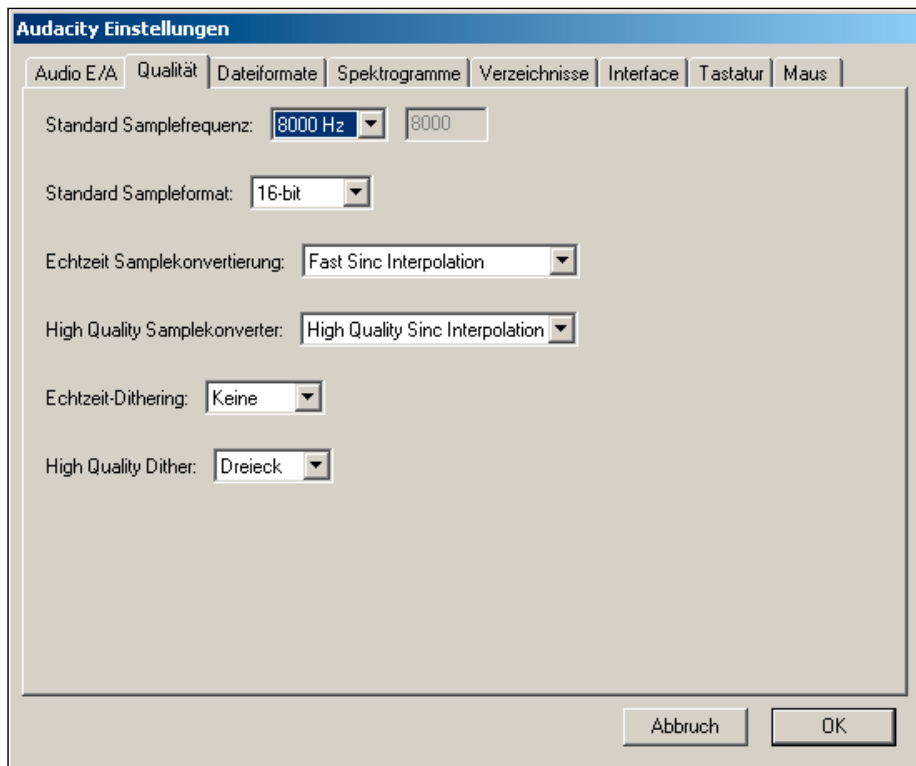 Audacity Einstellungen
Audio E/A Qualität Dateiformate Spektrogramme Verzeichnisse Interface Tastatur Maus
Standard Samplefrequenz: 8000 Hz 8000
Standard Sampleformat: 16-bit
Echtzeit Samplekonvertierung: Fast Sinc Interpolation
High Quality Samplekonverter: High Quality Sinc Interpolation
Echtzeit-Dithering: Keine
High Quality Dither: Dreieck
Abbruch OK